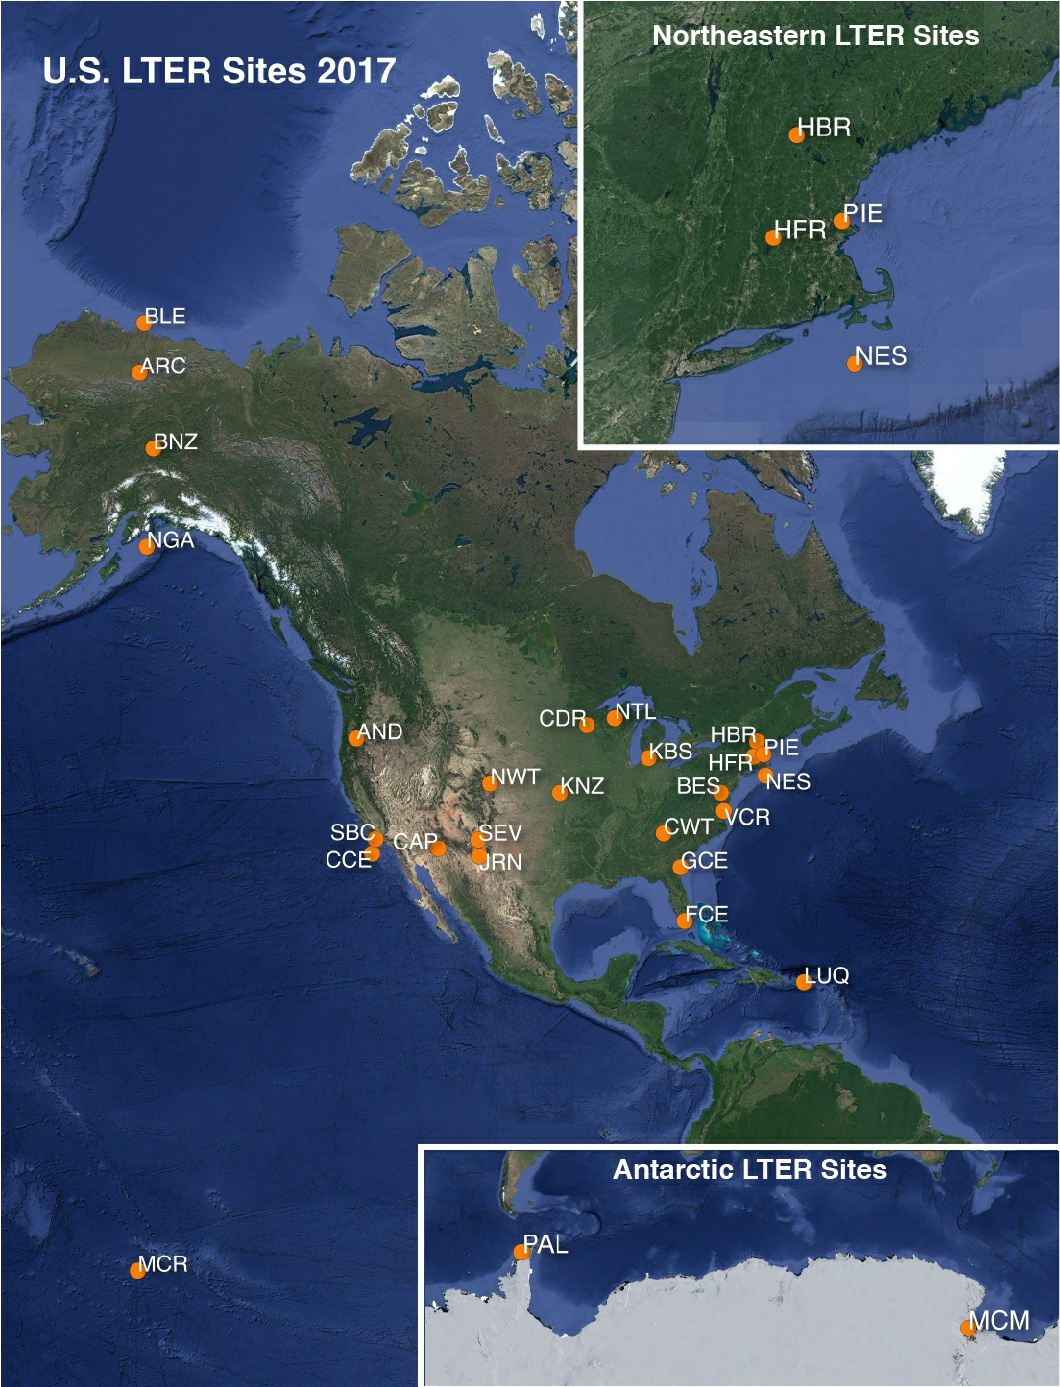 U.S. LTER Sites 2017
Northeastern LTER Sites
HBR
PIE
HFR
NES
BLE
ARC
BNZ
NGA
AND
CDR
NTL
KBS
HBR
PIE
HFR
NES
NWT
KNZ
BES
VCR
CWT
SBC
CAP
SEV
CCE
JRN
GCE
FCE
LUQ
MCR
Antarctic LTER Sites
PAL
MCM